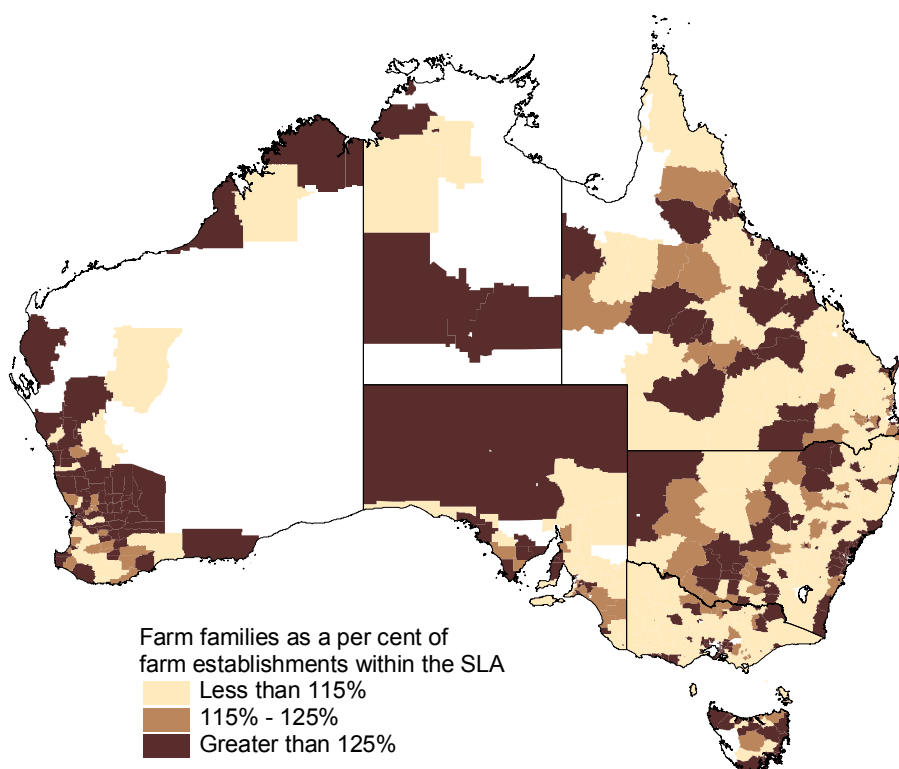 Farm families as a per cent of
farm establishments within the SLA
Less than 115%
115% - 125%
Greater than 125%